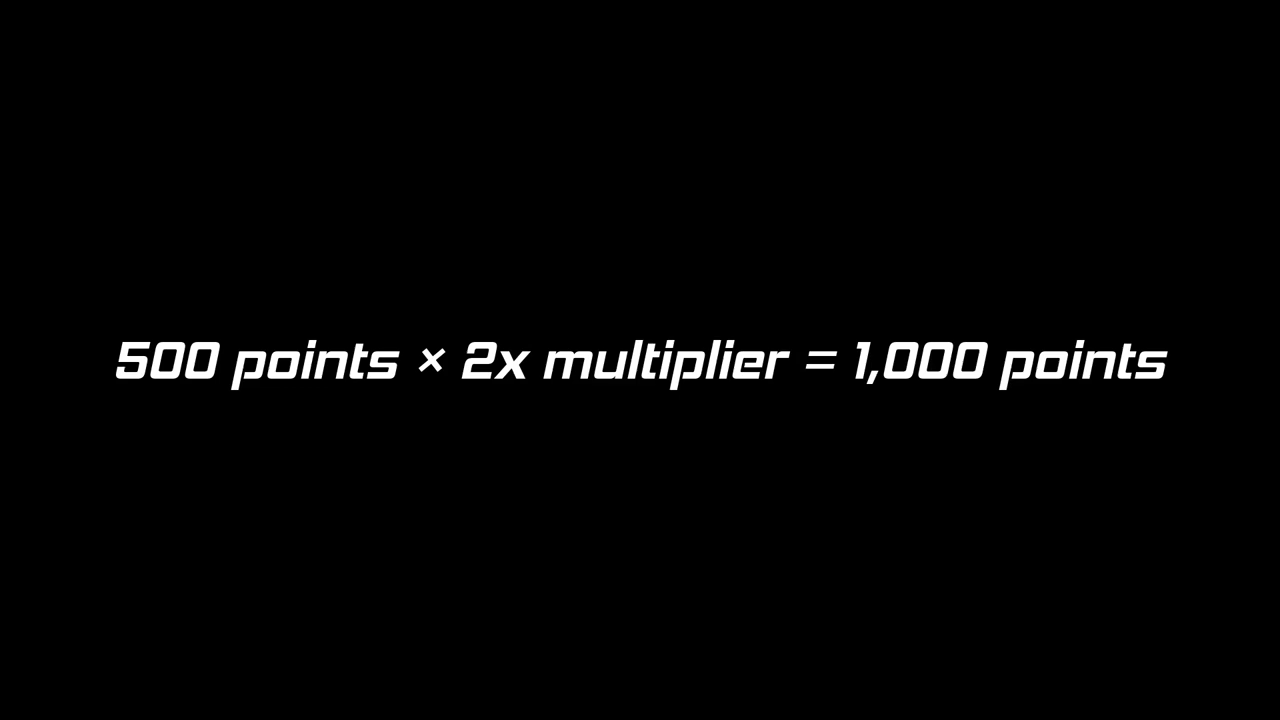 500 points × 2x multiplier = 1,000 points